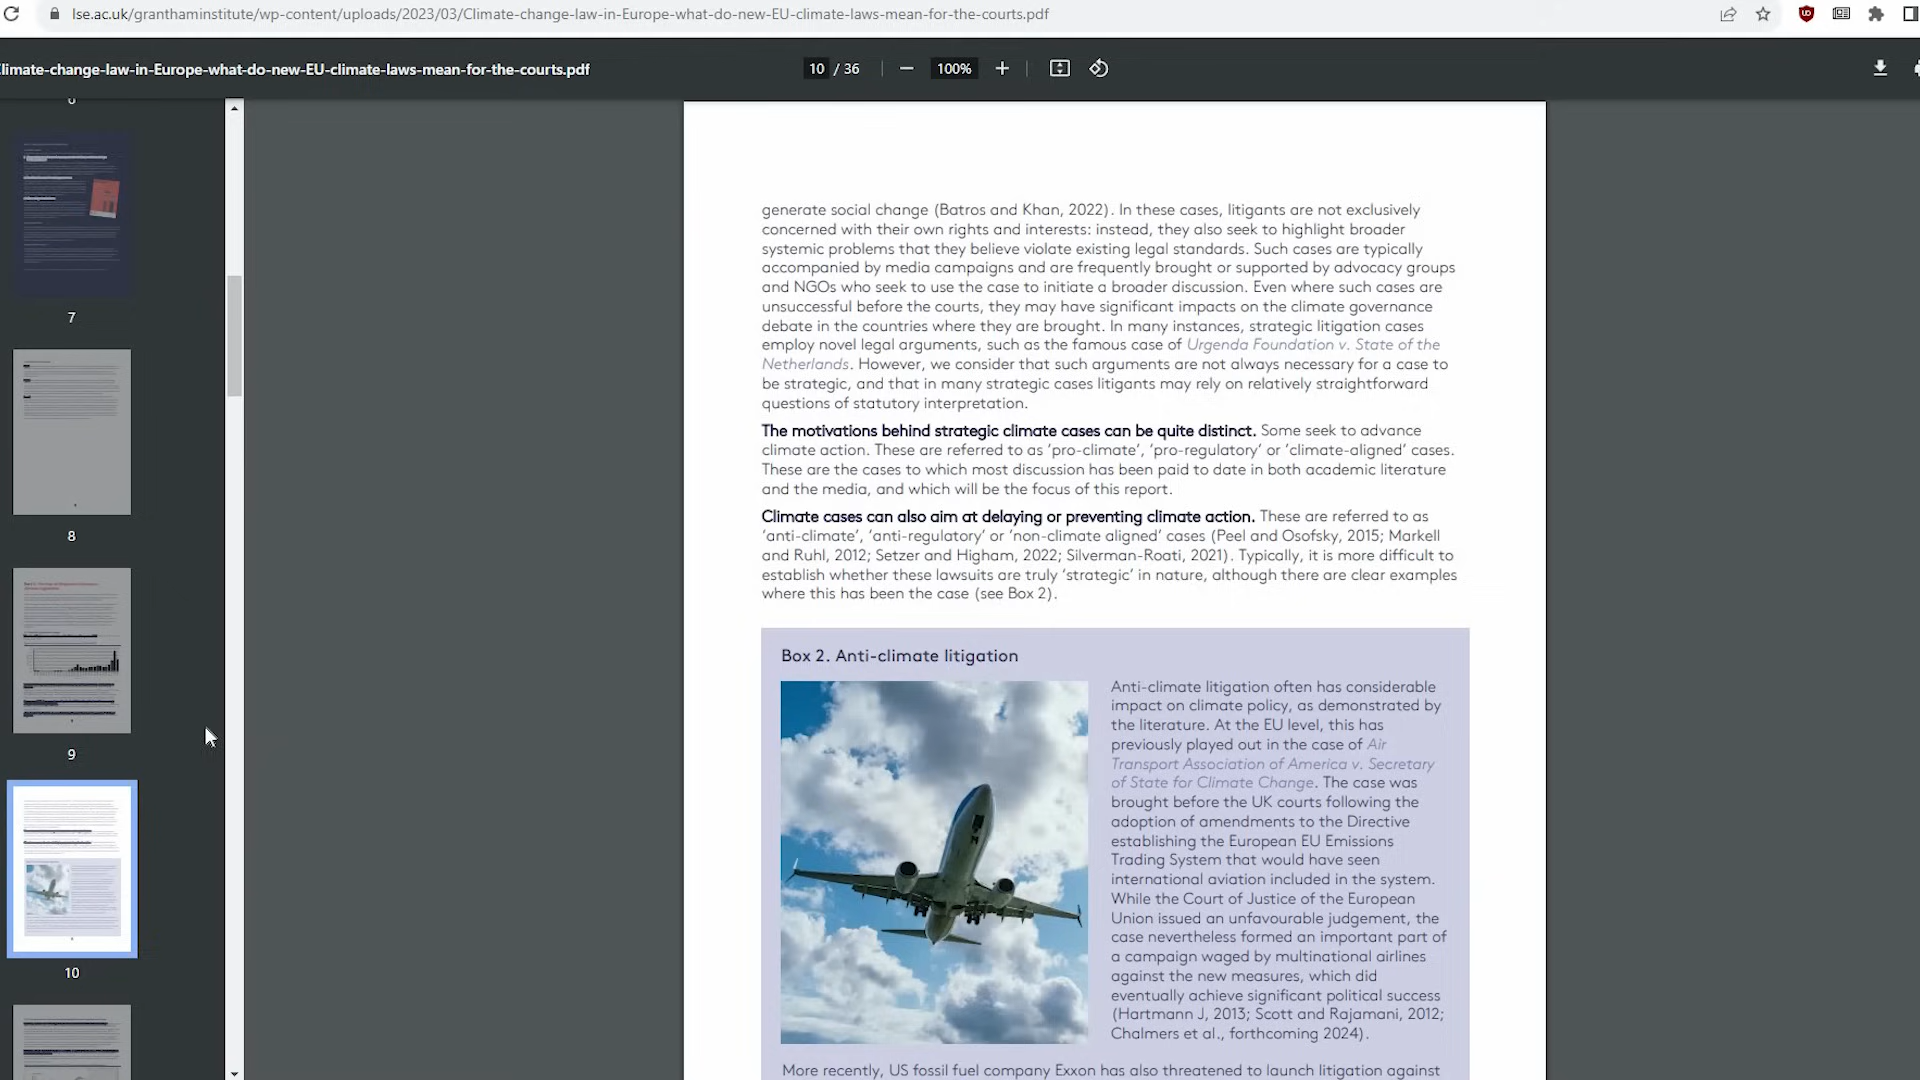 lse.ac.uk/granthaminstitute/wp-content/uploads/2023/03/Climate-change-law-in-Europe-what-do-new-EU-climate-laws-mean-for-the-courts.pdf
limate-change-law-in-Europe-what-do-new-EU-climate-laws-mean-for-the-courts.pdf
10 / 36
100%
7
8
9
10
generate social change (Batros and Khan, 2022). In these cases, litigants are not exclusively
concerned with their own rights and interests: instead, they also seek to highlight broader
systemic problems that they believe violate existing legal standards. Such cases are typically
accompanied by media campaigns and are frequently brought or supported by advocacy groups
and NGOs who seek to use the case to initiate a broader discussion. Even where such cases are
unsuccessful before the courts, they may have significant impacts on the climate governance
debate in the countries where they are brought. In many instances, strategic litigation cases
employ novel legal arguments, such as the famous case of Urgenda Foundation v. State of the
Netherlands. However, we consider that such arguments are not always necessary for a case to
be strategic, and that in many strategic cases litigants may rely on relatively straightforward
questions of statutory interpretation.
The motivations behind strategic climate cases can be quite distinct. Some seek to advance
climate action. These are referred to as ‘pro-climate’, ‘pro-regulatory’ or ‘climate-aligned’ cases.
These are the cases to which most discussion has been paid to date in both academic literature
and the media, and which will be the focus of this report.
Climate cases can also aim at delaying or preventing climate action. These are referred to as
‘anti-climate’, ‘anti-regulatory’ or ‘non-climate aligned’ cases (Peel and Osofsky, 2015; Markell
and Ruhl, 2012; Setzer and Higham, 2022; Silverman-Roati, 2021). Typically, it is more difficult to
establish whether these lawsuits are truly ‘strategic’ in nature, although there are clear examples
where this has been the case (see Box 2).
Box 2. Anti-climate litigation
Anti-climate litigation often has considerable
impact on climate policy, as demonstrated by
the literature. At the EU level, this has
previously played out in the case of Air
Transport Association of America v. Secretary
of State for Climate Change. The case was
brought before the UK courts following the
adoption of amendments to the Directive
establishing the European EU Emissions
Trading System that would have seen
international aviation included in the system.
While the Court of Justice of the European
Union issued an unfavourable judgement, the
case nevertheless formed an important part of
a campaign waged by multinational airlines
against the new measures, which did
eventually achieve significant political success
(Hartmann J, 2013; Scott and Rajamani, 2012;
Chalmers et al., forthcoming 2024).
More recently, US fossil fuel company Exxon has also threatened to launch litigation against